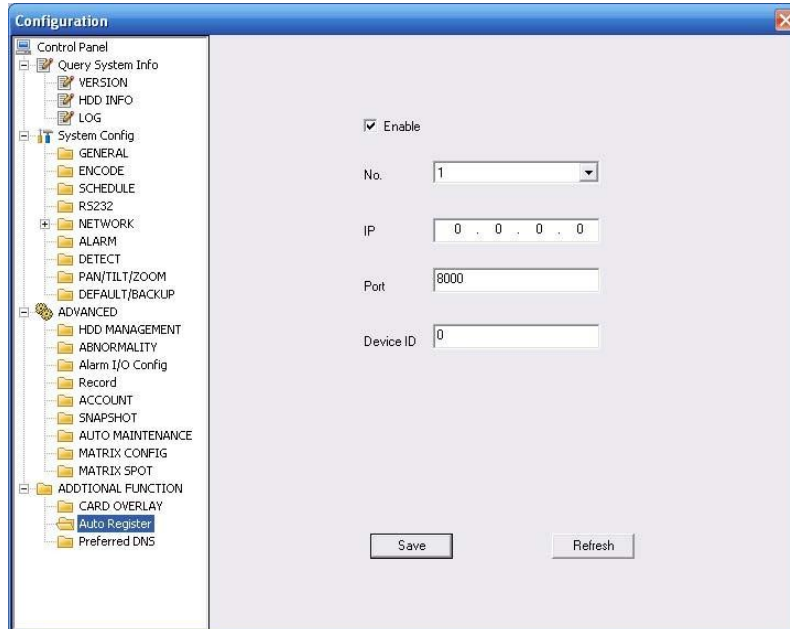 Configuration
Control Panel
Query System Info
VERSION
HDD INFO
LOG
System Config
GENERAL
ENCODE
SCHEDULE
RS232
NETWORK
ALARM
DETECT
PAN/TILT/ZOOM
DEFAULT/BACKUP
ADVANCED
HDD MANAGEMENT
ABNORMALITY
Alarm I/O Config
Record
ACCOUNT
SNAPSHOT
AUTO MAINTENANCE
MATRIX CONFIG
MATRIX SPOT
ADDTIONAL FUNCTION
CARD OVERLAY
Auto Register
Preferred DNS
Enable
No. 1
IP 0 . 0 . 0 . 0
Port 8000
Device ID 0
Save Refresh